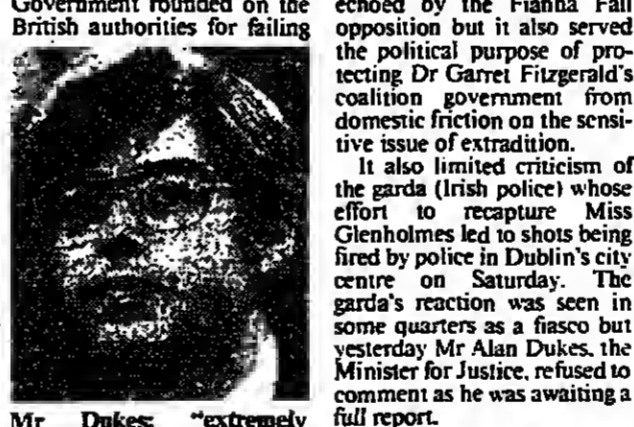 Government rounded on the
British authorities for failing
Mr Dukes: "extremely
echoed by the Fianna Fail
opposition but it also served
the political purpose of pro-
tecting Dr Garret Fitzgerald's
coalition government from
domestic friction on the sensi-
tive issue of extradition.
It also limited criticism of
the garda (Irish police) whose
effort to recapture Miss
Glenholmes led to shots being
fired by police in Dublin's city
centre on Saturday. The
garda's reaction was seen in
some quarters as a fiasco but
yesterday Mr Alan Dukes, the
Minister for Justice, refused to
comment as he was awaiting a
full report.